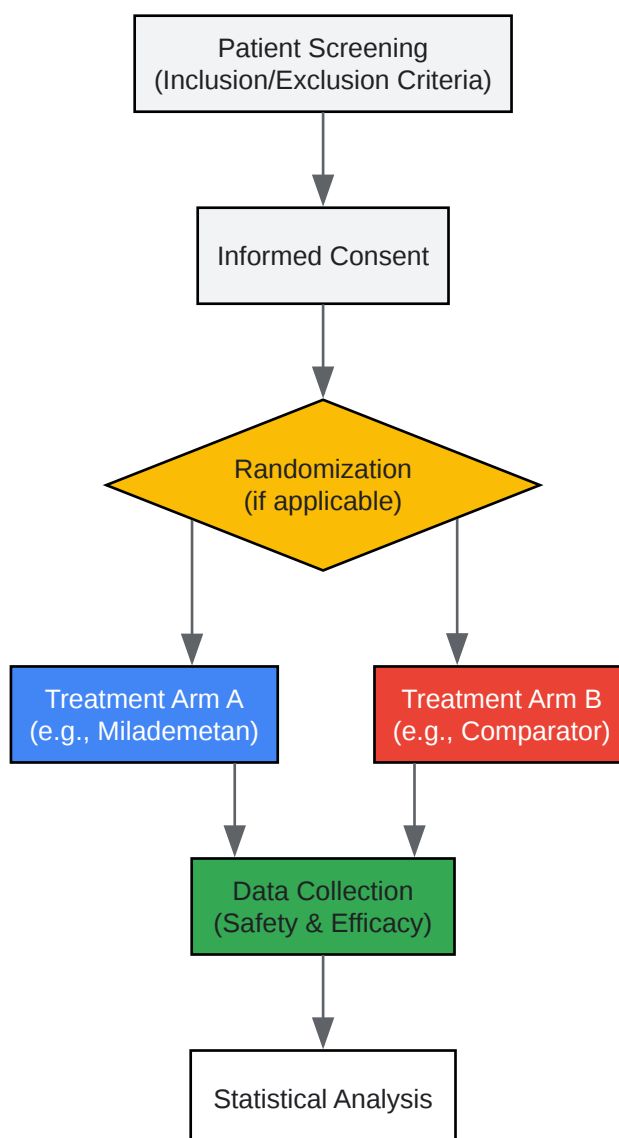 Patient Screening
(Inclusion/Exclusion Criteria)
Informed Consent
Randomization
(if applicable)
Treatment Arm A
(e.g., Milademetan)
Treatment Arm B
(e.g., Comparator)
Data Collection
(Safety & Efficacy)
Statistical Analysis